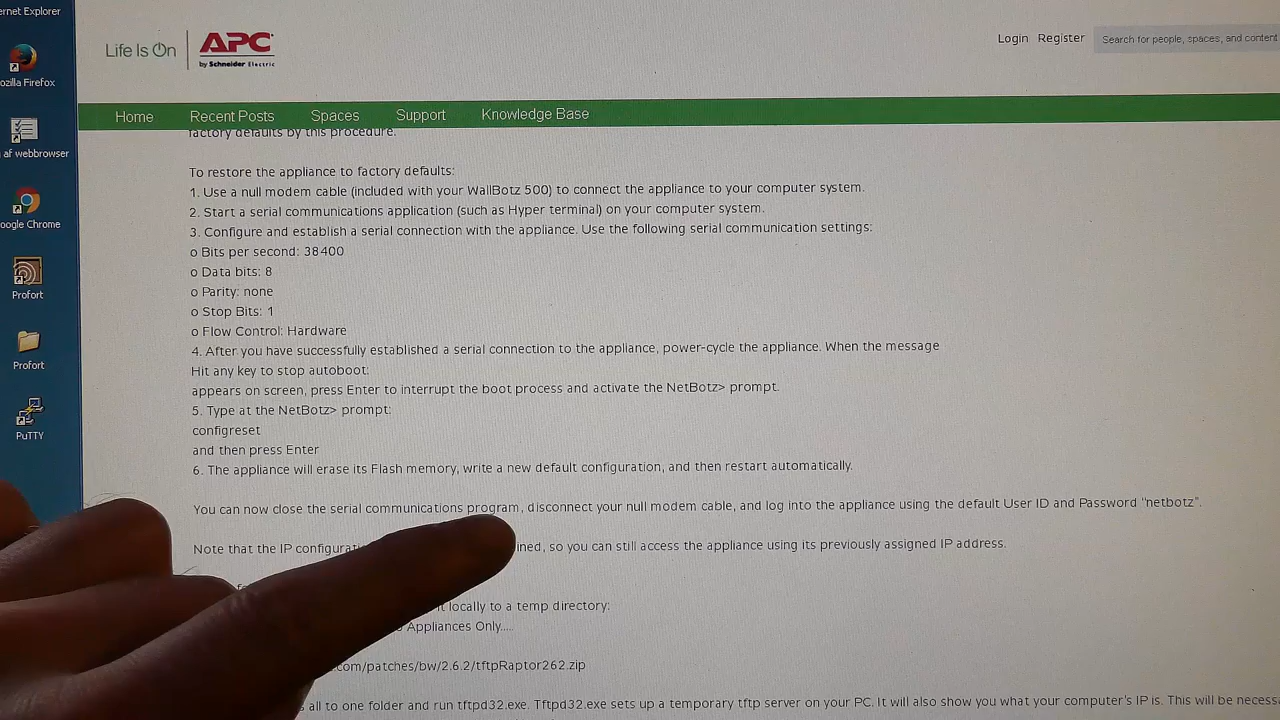 ernet Explorer
ozilla Firefox
af webbrowser
oogle Chrome
Profort
Profort
PuTTY
Life Is On
APC
by Schneider Electric
Login Register
Search for people, spaces, and content
Home Recent Posts Spaces Support Knowledge Base
factory defaults by this procedure.
To restore the appliance to factory defaults:
1. Use a null modem cable (included with your WallBotz 500) to connect the appliance to your computer system.
2. Start a serial communications application (such as Hyper terminal) on your computer system.
3. Configure and establish a serial connection with the appliance. Use the following serial communication settings:
o Bits per second: 38400
o Data bits: 8
o Parity: none
o Stop Bits: 1
o Flow Control: Hardware
4. After you have successfully established a serial connection to the appliance, power-cycle the appliance. When the message
Hit any key to stop autoboot:
appears on screen, press Enter to interrupt the boot process and activate the NetBotz> prompt.
5. Type at the NetBotz> prompt:
configreset
and then press Enter
6. The appliance will erase its Flash memory, write a new default configuration, and then restart automatically.
You can now close the serial communications program, disconnect your null modem cable, and log into the appliance using the default User ID and Password “netbotz”.
Note that the IP configurati ined, so you can still access the appliance using its previously assigned IP address.
it locally to a temp directory:
Appliances Only.....
com/patches/bw/2.6.2/tftpRaptor262.zip
all to one folder and run tftpd32.exe. Tftpd32.exe sets up a temporary tftp server on your PC. It will also show you what your computer's IP is. This will be necess